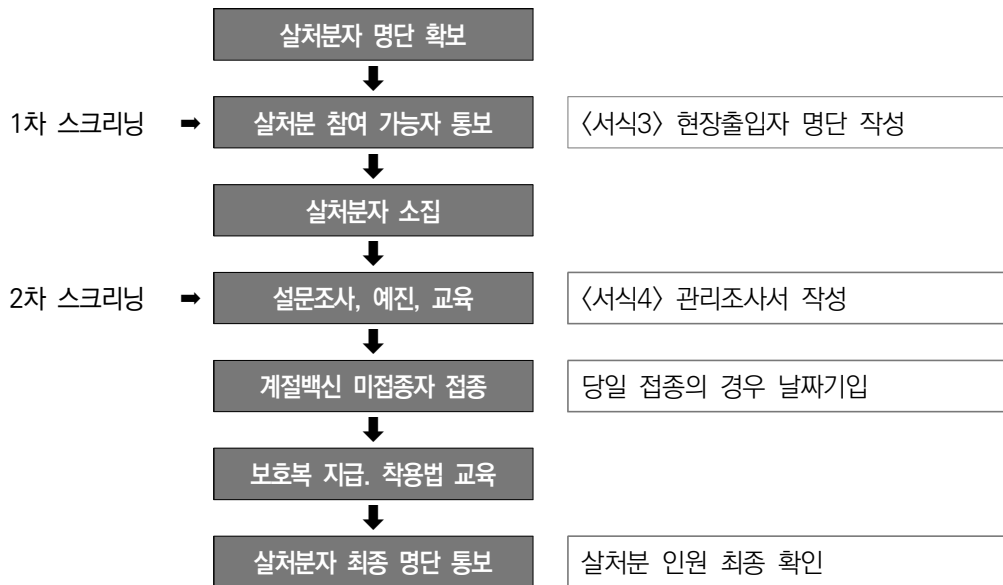 살처분자 명단 확보
1차 스크리닝 ➡ 살처분 참여 가능자 통보 〈서식3〉 현장출입자 명단 작성
살처분자 소집
2차 스크리닝 ➡ 설문조사, 예진, 교육 〈서식4〉 관리조사서 작성
계절백신 미접종자 접종 당일 접종의 경우 날짜기입
보호복 지급. 착용법 교육
살처분자 최종 명단 통보 살처분 인원 최종 확인